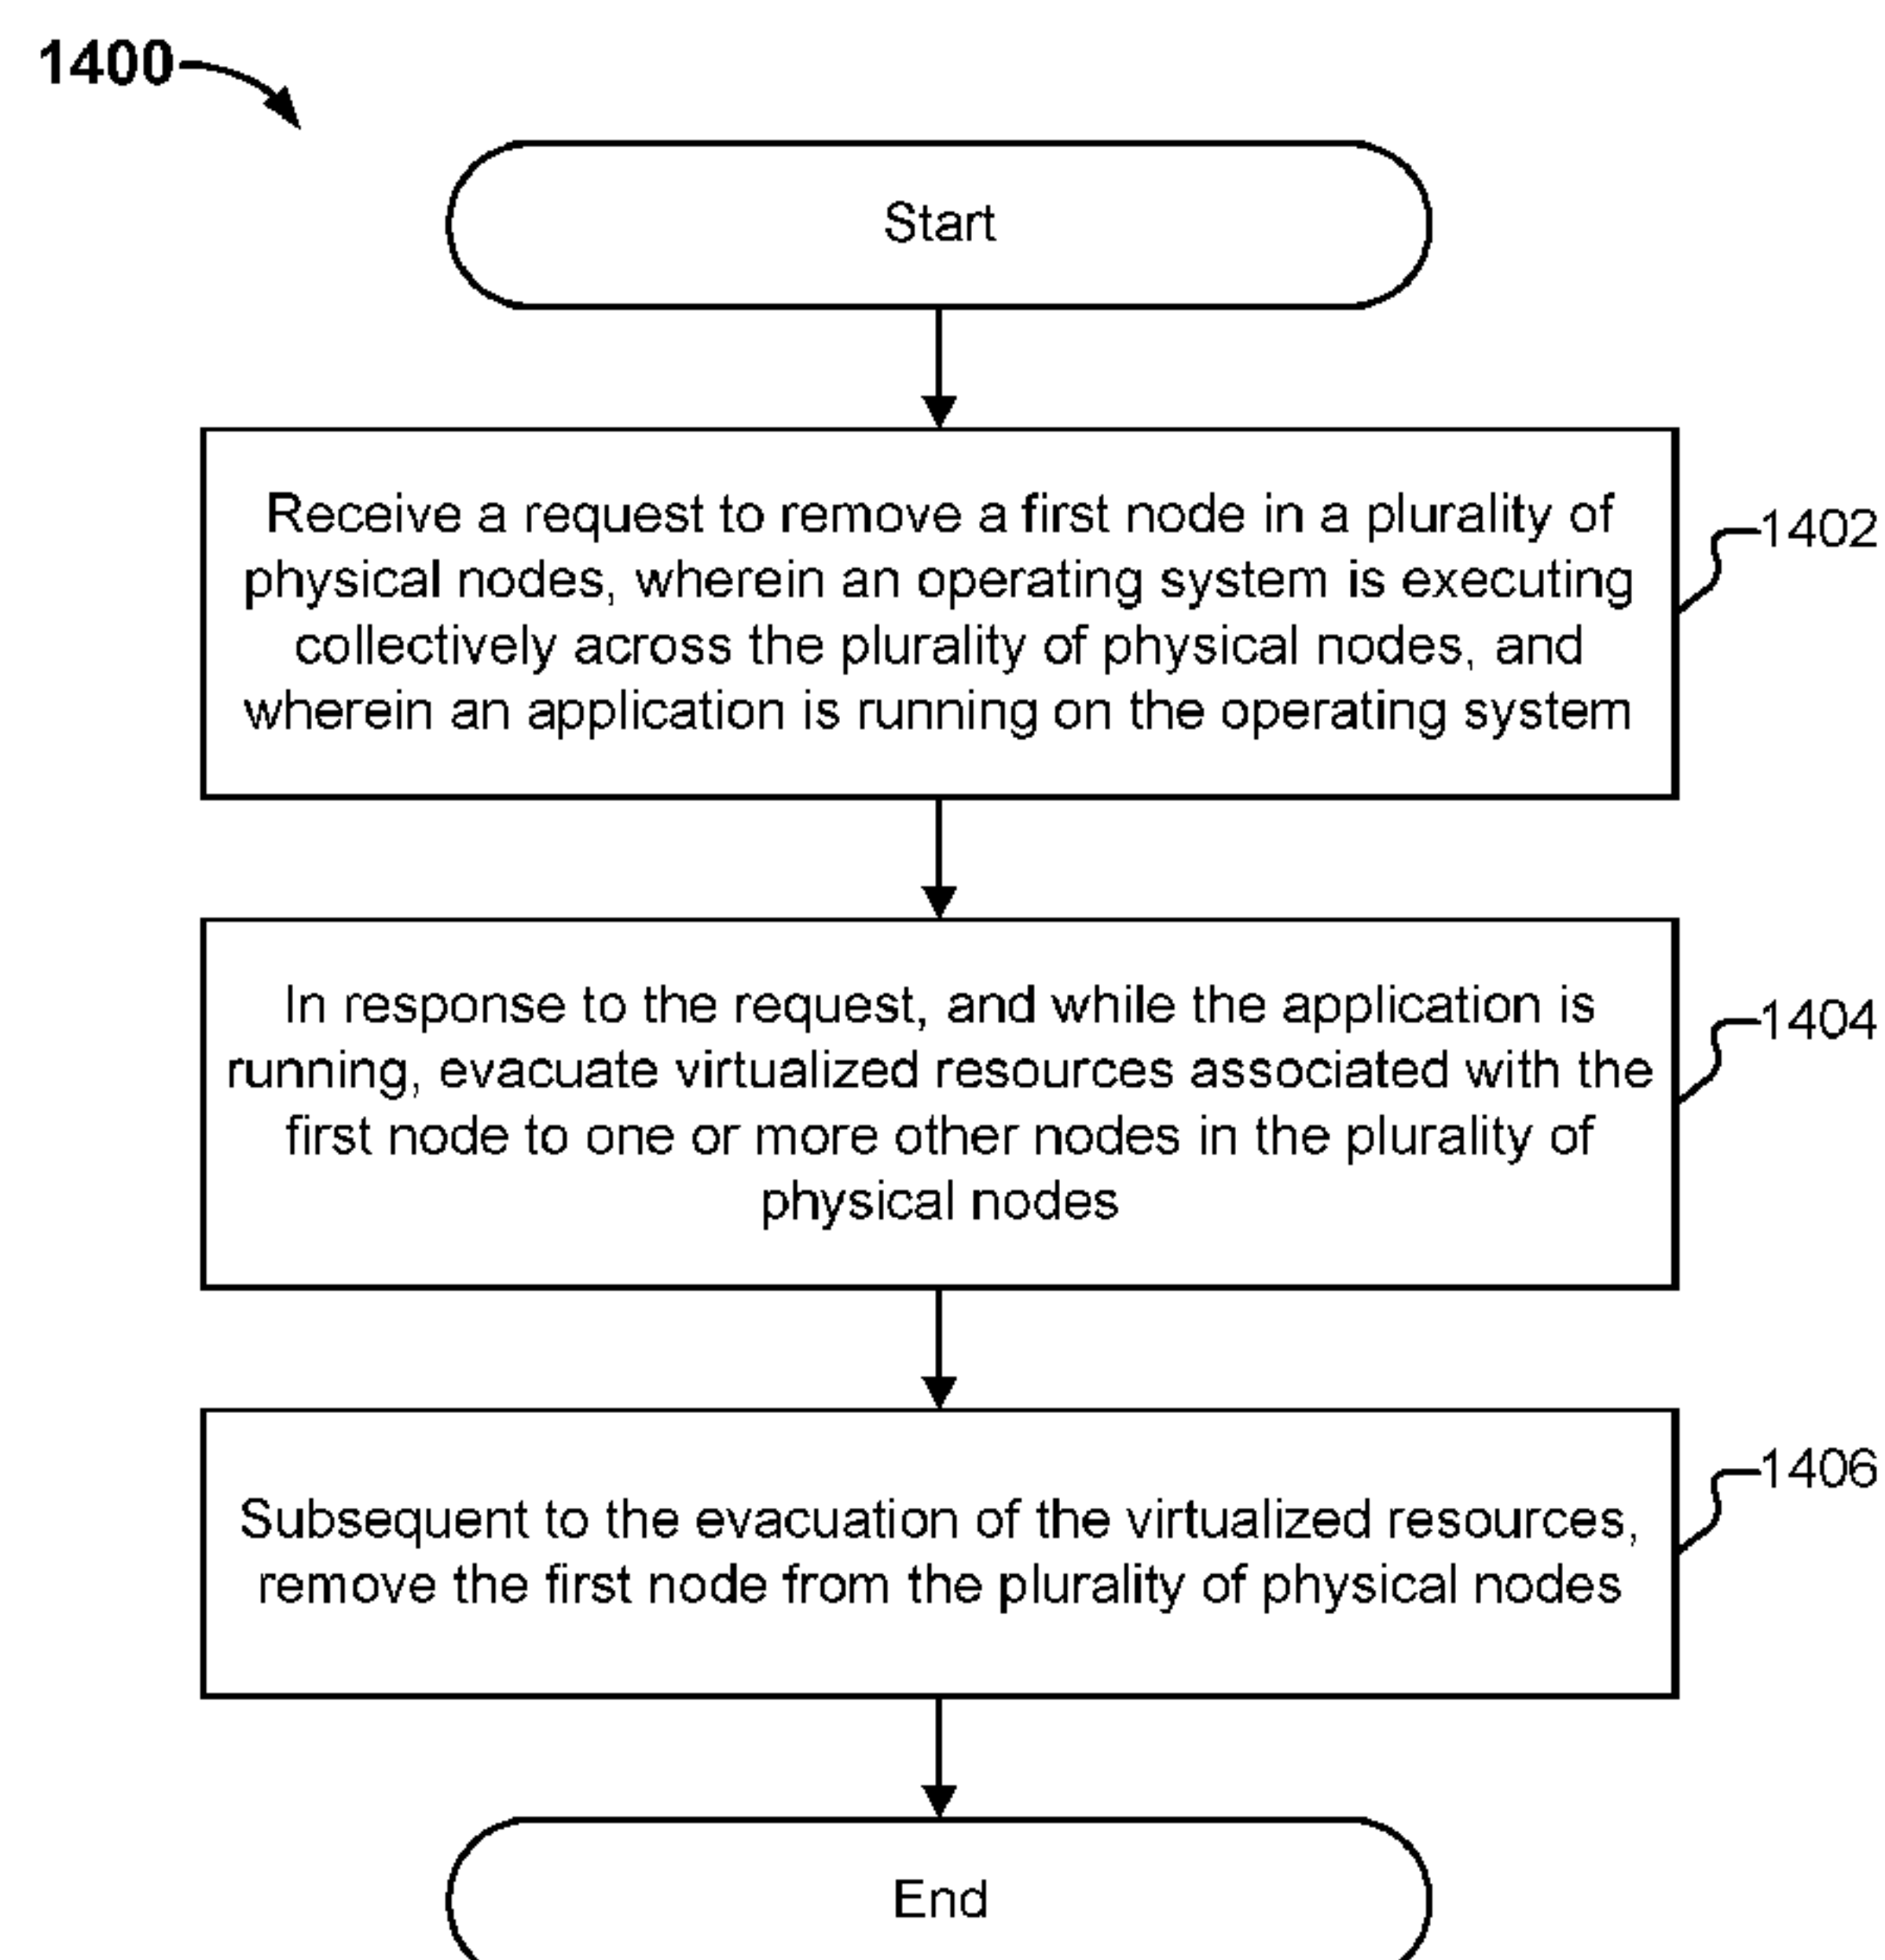 1400
Start
Receive a request to remove a first node in a plurality of
physical nodes, wherein an operating system is executing
collectively across the plurality of physical nodes, and
wherein an application is running on the operating system
1402
In response to the request, and while the application is
running, evacuate virtualized resources associated with the
first node to one or more other nodes in the plurality of
physical nodes
1404
Subsequent to the evacuation of the virtualized resources,
remove the first node from the plurality of physical nodes
1406
End